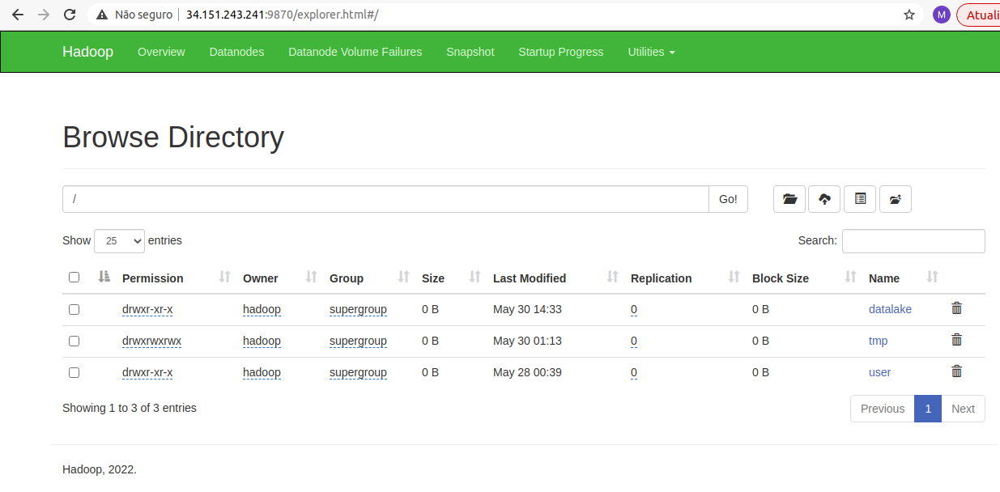 Não seguro 34.151.243.241:9870/explorer.html#/ M Atuali
Hadoop Overview Datanodes Datanode Volume Failures Snapshot Startup Progress Utilities
Browse Directory
/ Go!
Show 25 entries Search:
Permission Owner Group Size Last Modified Replication Block Size Name
drwxr-xr-x hadoop supergroup 0 B May 30 14:33 0 0 B datalake
drwxrwxrwx hadoop supergroup 0 B May 30 01:13 0 0 B tmp
drwxr-xr-x hadoop supergroup 0 B May 28 00:39 0 0 B user
Showing 1 to 3 of 3 entries Previous 1 Next
Hadoop, 2022.